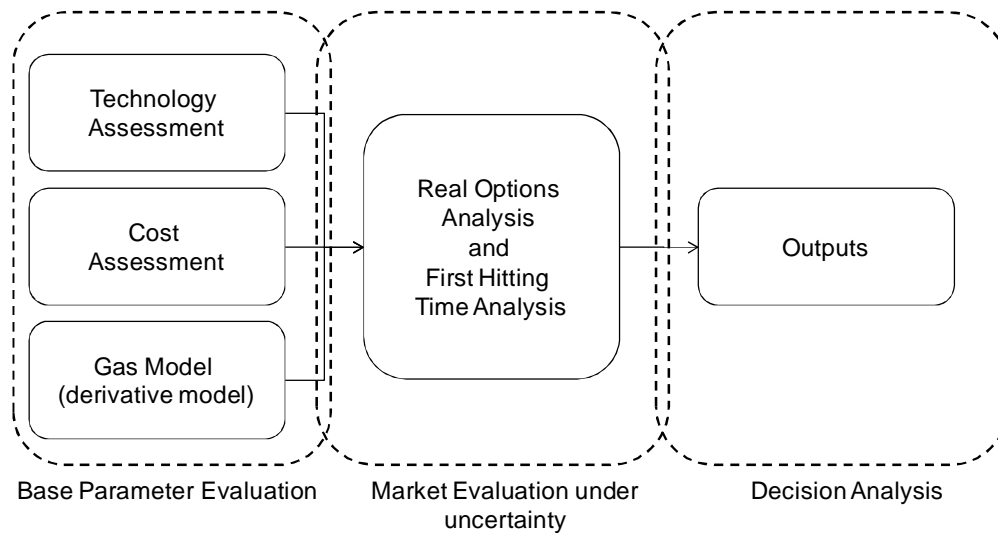 Technology
Assessment
Cost
Assessment
Gas Model
(derivative model)
Base Parameter Evaluation
Real Options
Analysis
and
First Hitting
Time Analysis
Market Evaluation under
uncertainty
Outputs
Decision Analysis